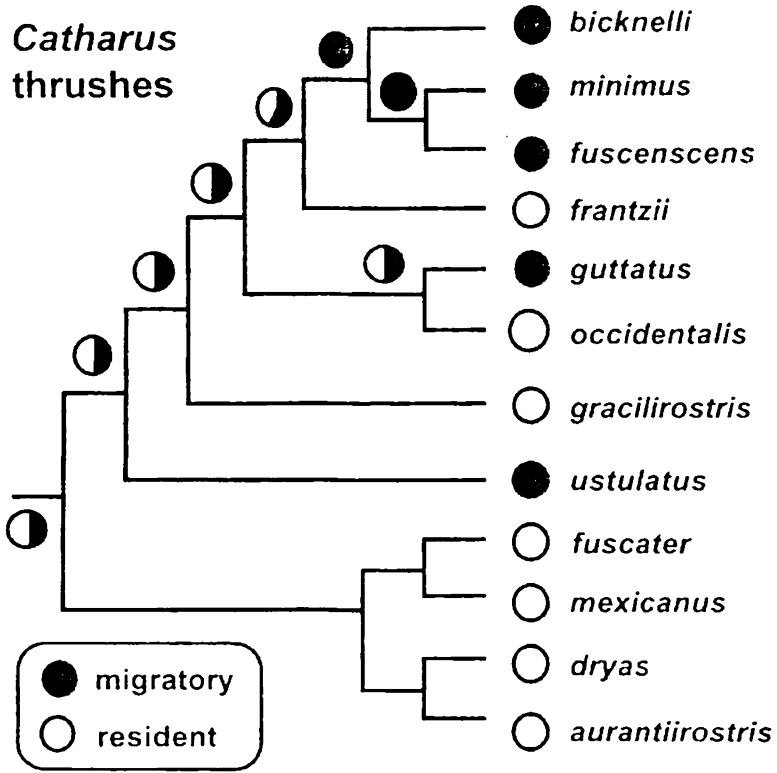 Catharus
thrushes
bicknelli
minimus
fuscenscens
frantzii
guttatus
occidentalis
gracilirostris
ustulatus
fuscater
mexicanus
dryas
aurantiirostris
migratory
resident